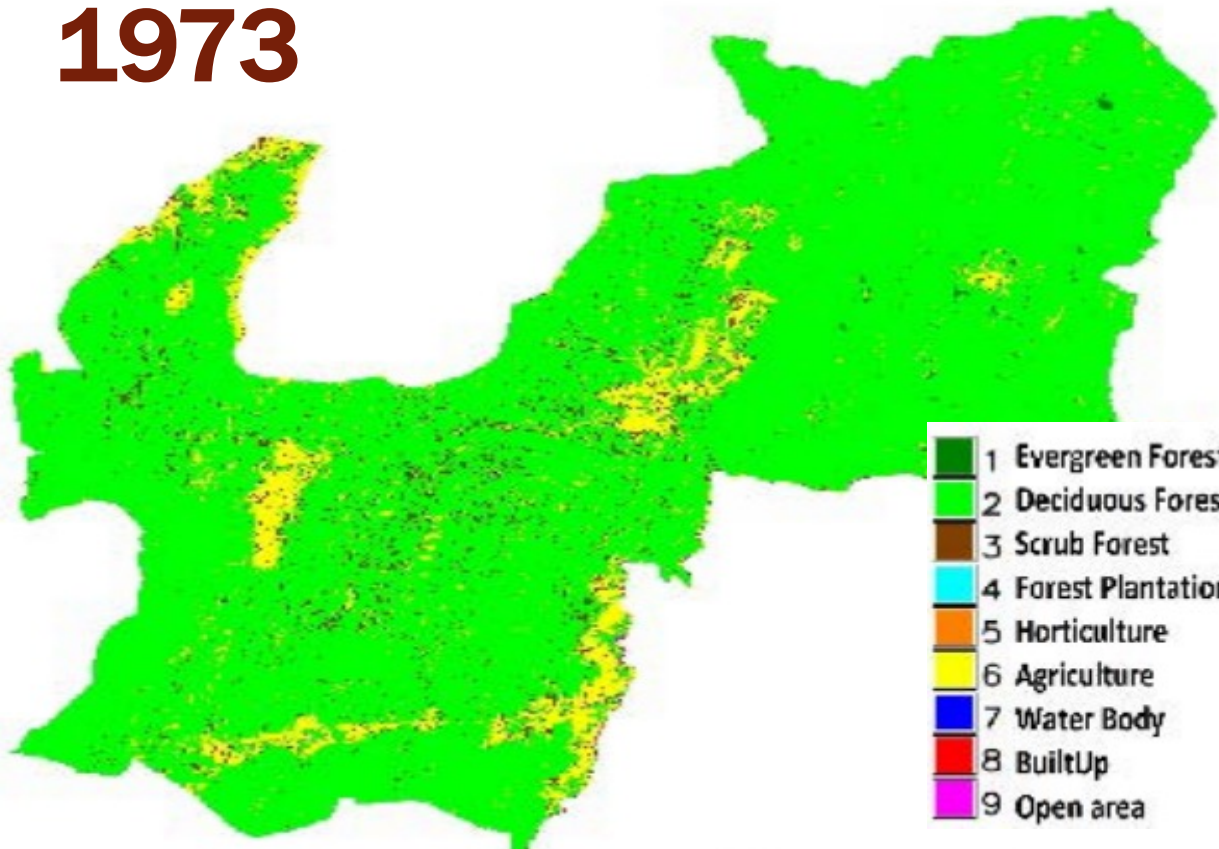 1973
1 Evergreen Forest
2 Deciduous Fores
3 Scrub Forest
4 Forest Plantation
5 Horticulture
6 Agriculture
7 Water Body
8 BuiltUp
9 Open area